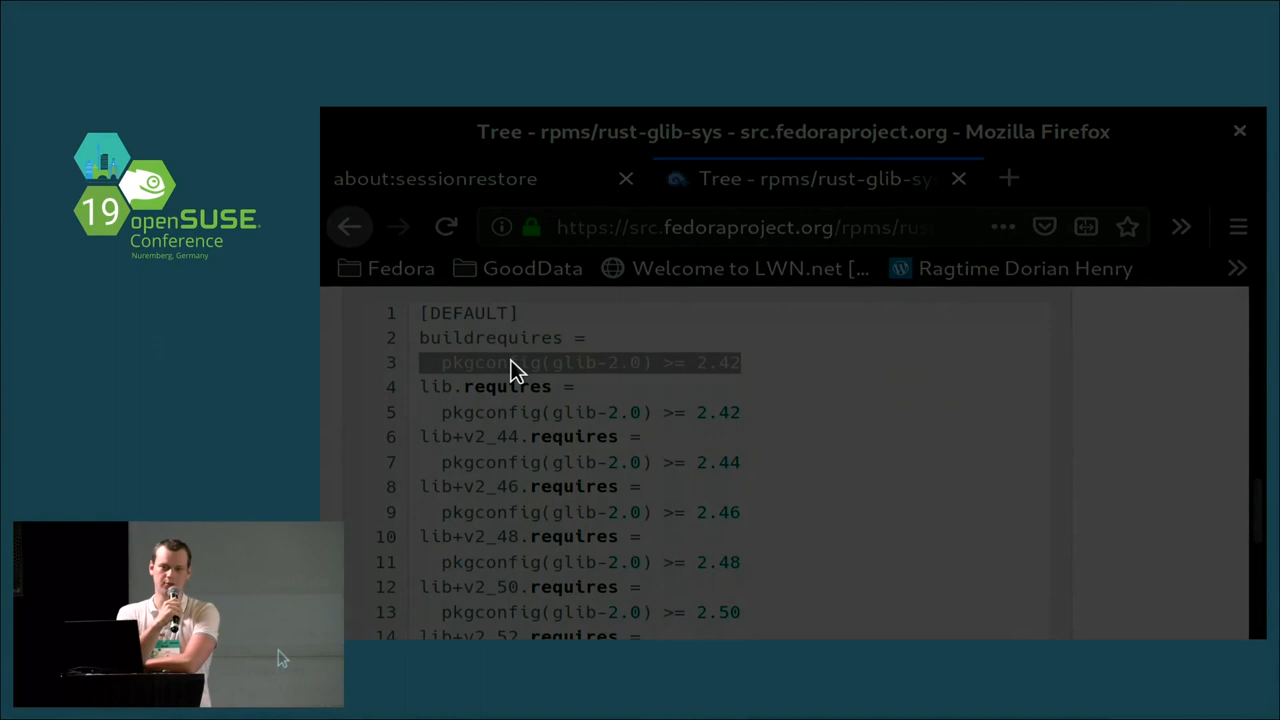 19
openSUSE
Conference
Nuremberg, Germany
Tree - rpms/rust-glib-sys - src.fedoraproject.org - Mozilla Firefox
about:sessionrestore
Tree - rpms/rust-glib-sy
https://src.fedoraproject.org/rpms/rus
Fedora GoodData Welcome to LWN.net [... Ragtime Dorian Henry
1 [DEFAULT]
2 buildrequires =
3 pkgconfig(glib-2.0) >= 2.42
4 lib.requires =
5 pkgconfig(glib-2.0) >= 2.42
6 lib+v2_44.requires =
7 pkgconfig(glib-2.0) >= 2.44
8 lib+v2_46.requires =
9 pkgconfig(glib-2.0) >= 2.46
10 lib+v2_48.requires =
11 pkgconfig(glib-2.0) >= 2.48
12 lib+v2_50.requires =
13 pkgconfig(glib-2.0) >= 2.50
14 lib+v2_52.requires =